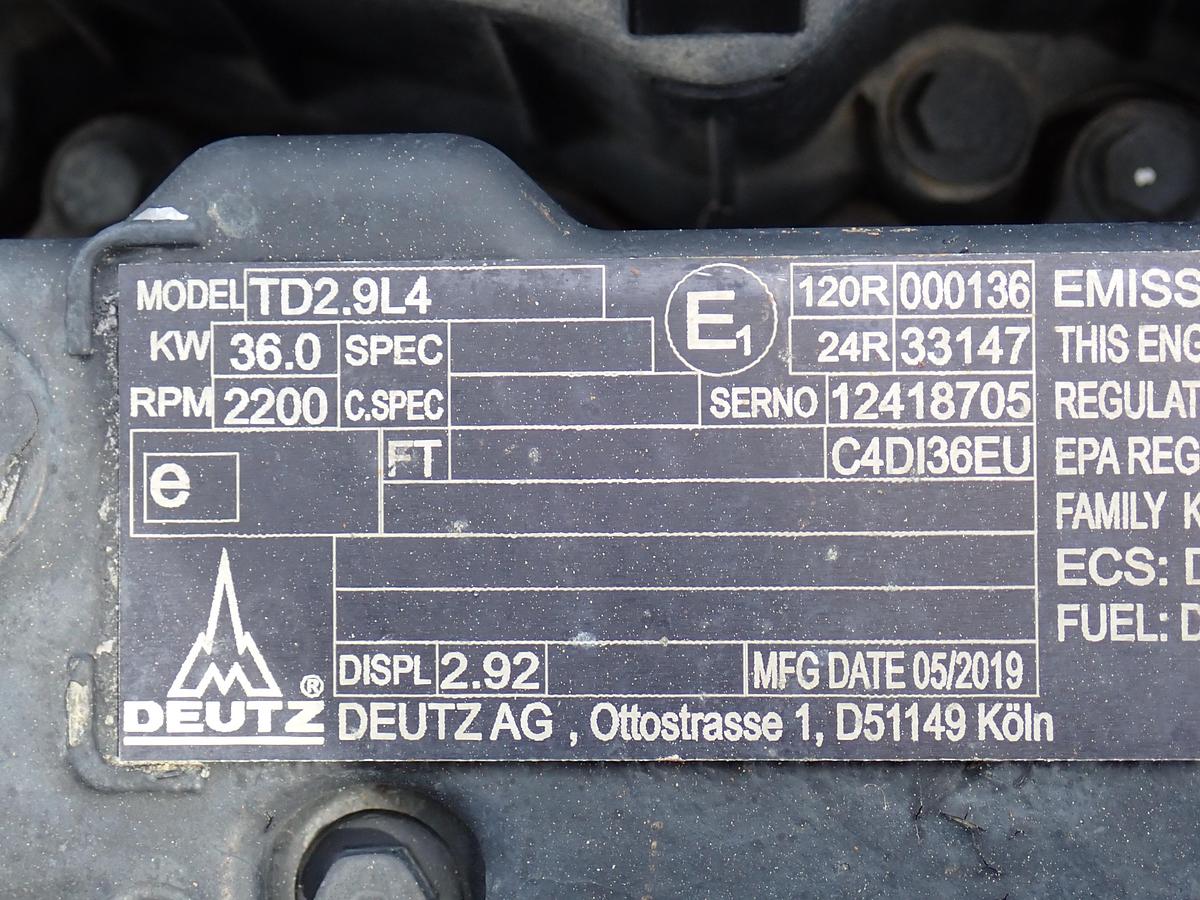 MODEL TD2.9L4 E1 120R 000136 EMISS
KW 36.0 SPEC 24R 33147 THIS ENG
RPM 2200 C.SPEC SERNO 12418705 REGULAT
e FT C4DI36EU EPA REG
FAMILY K
ECS: D
FUEL: D
DISPL 2.92 MFG DATE 05/2019
DEUTZ® DEUTZ AG , Ottostrasse 1, D51149 Köln